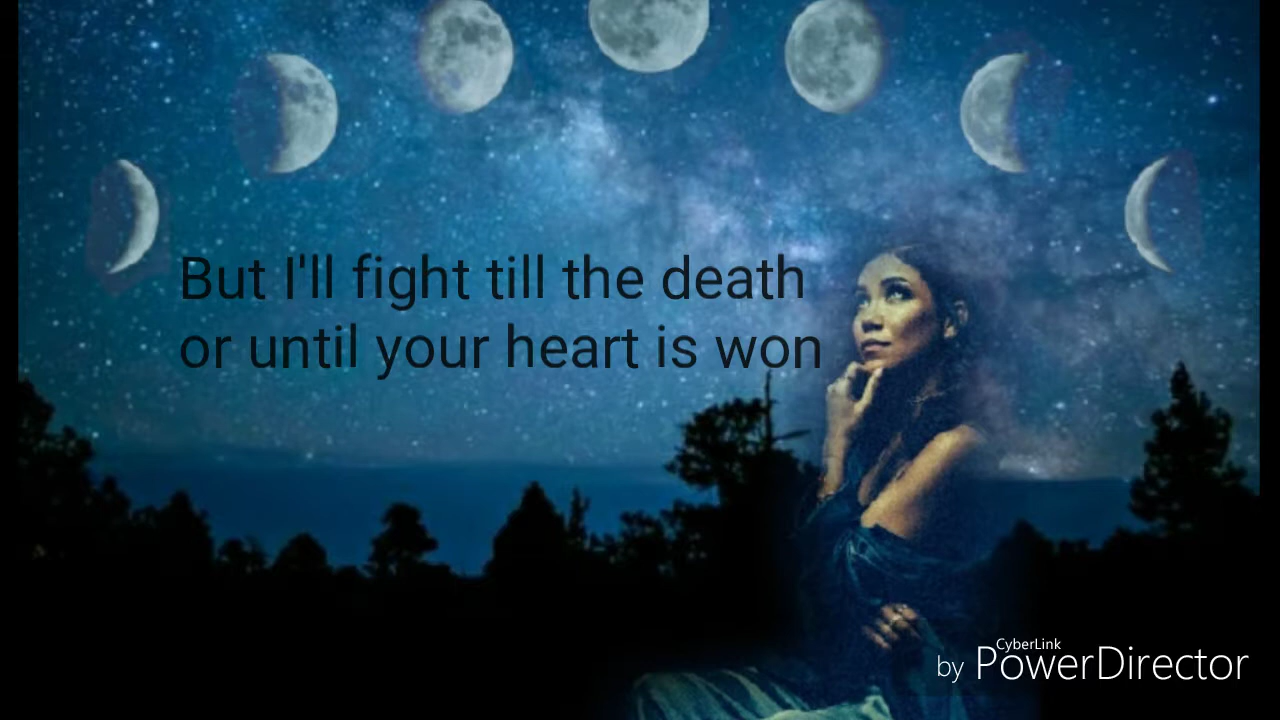 But I'll fight till the death
or until your heart is won
CyberLink
by PowerDirector